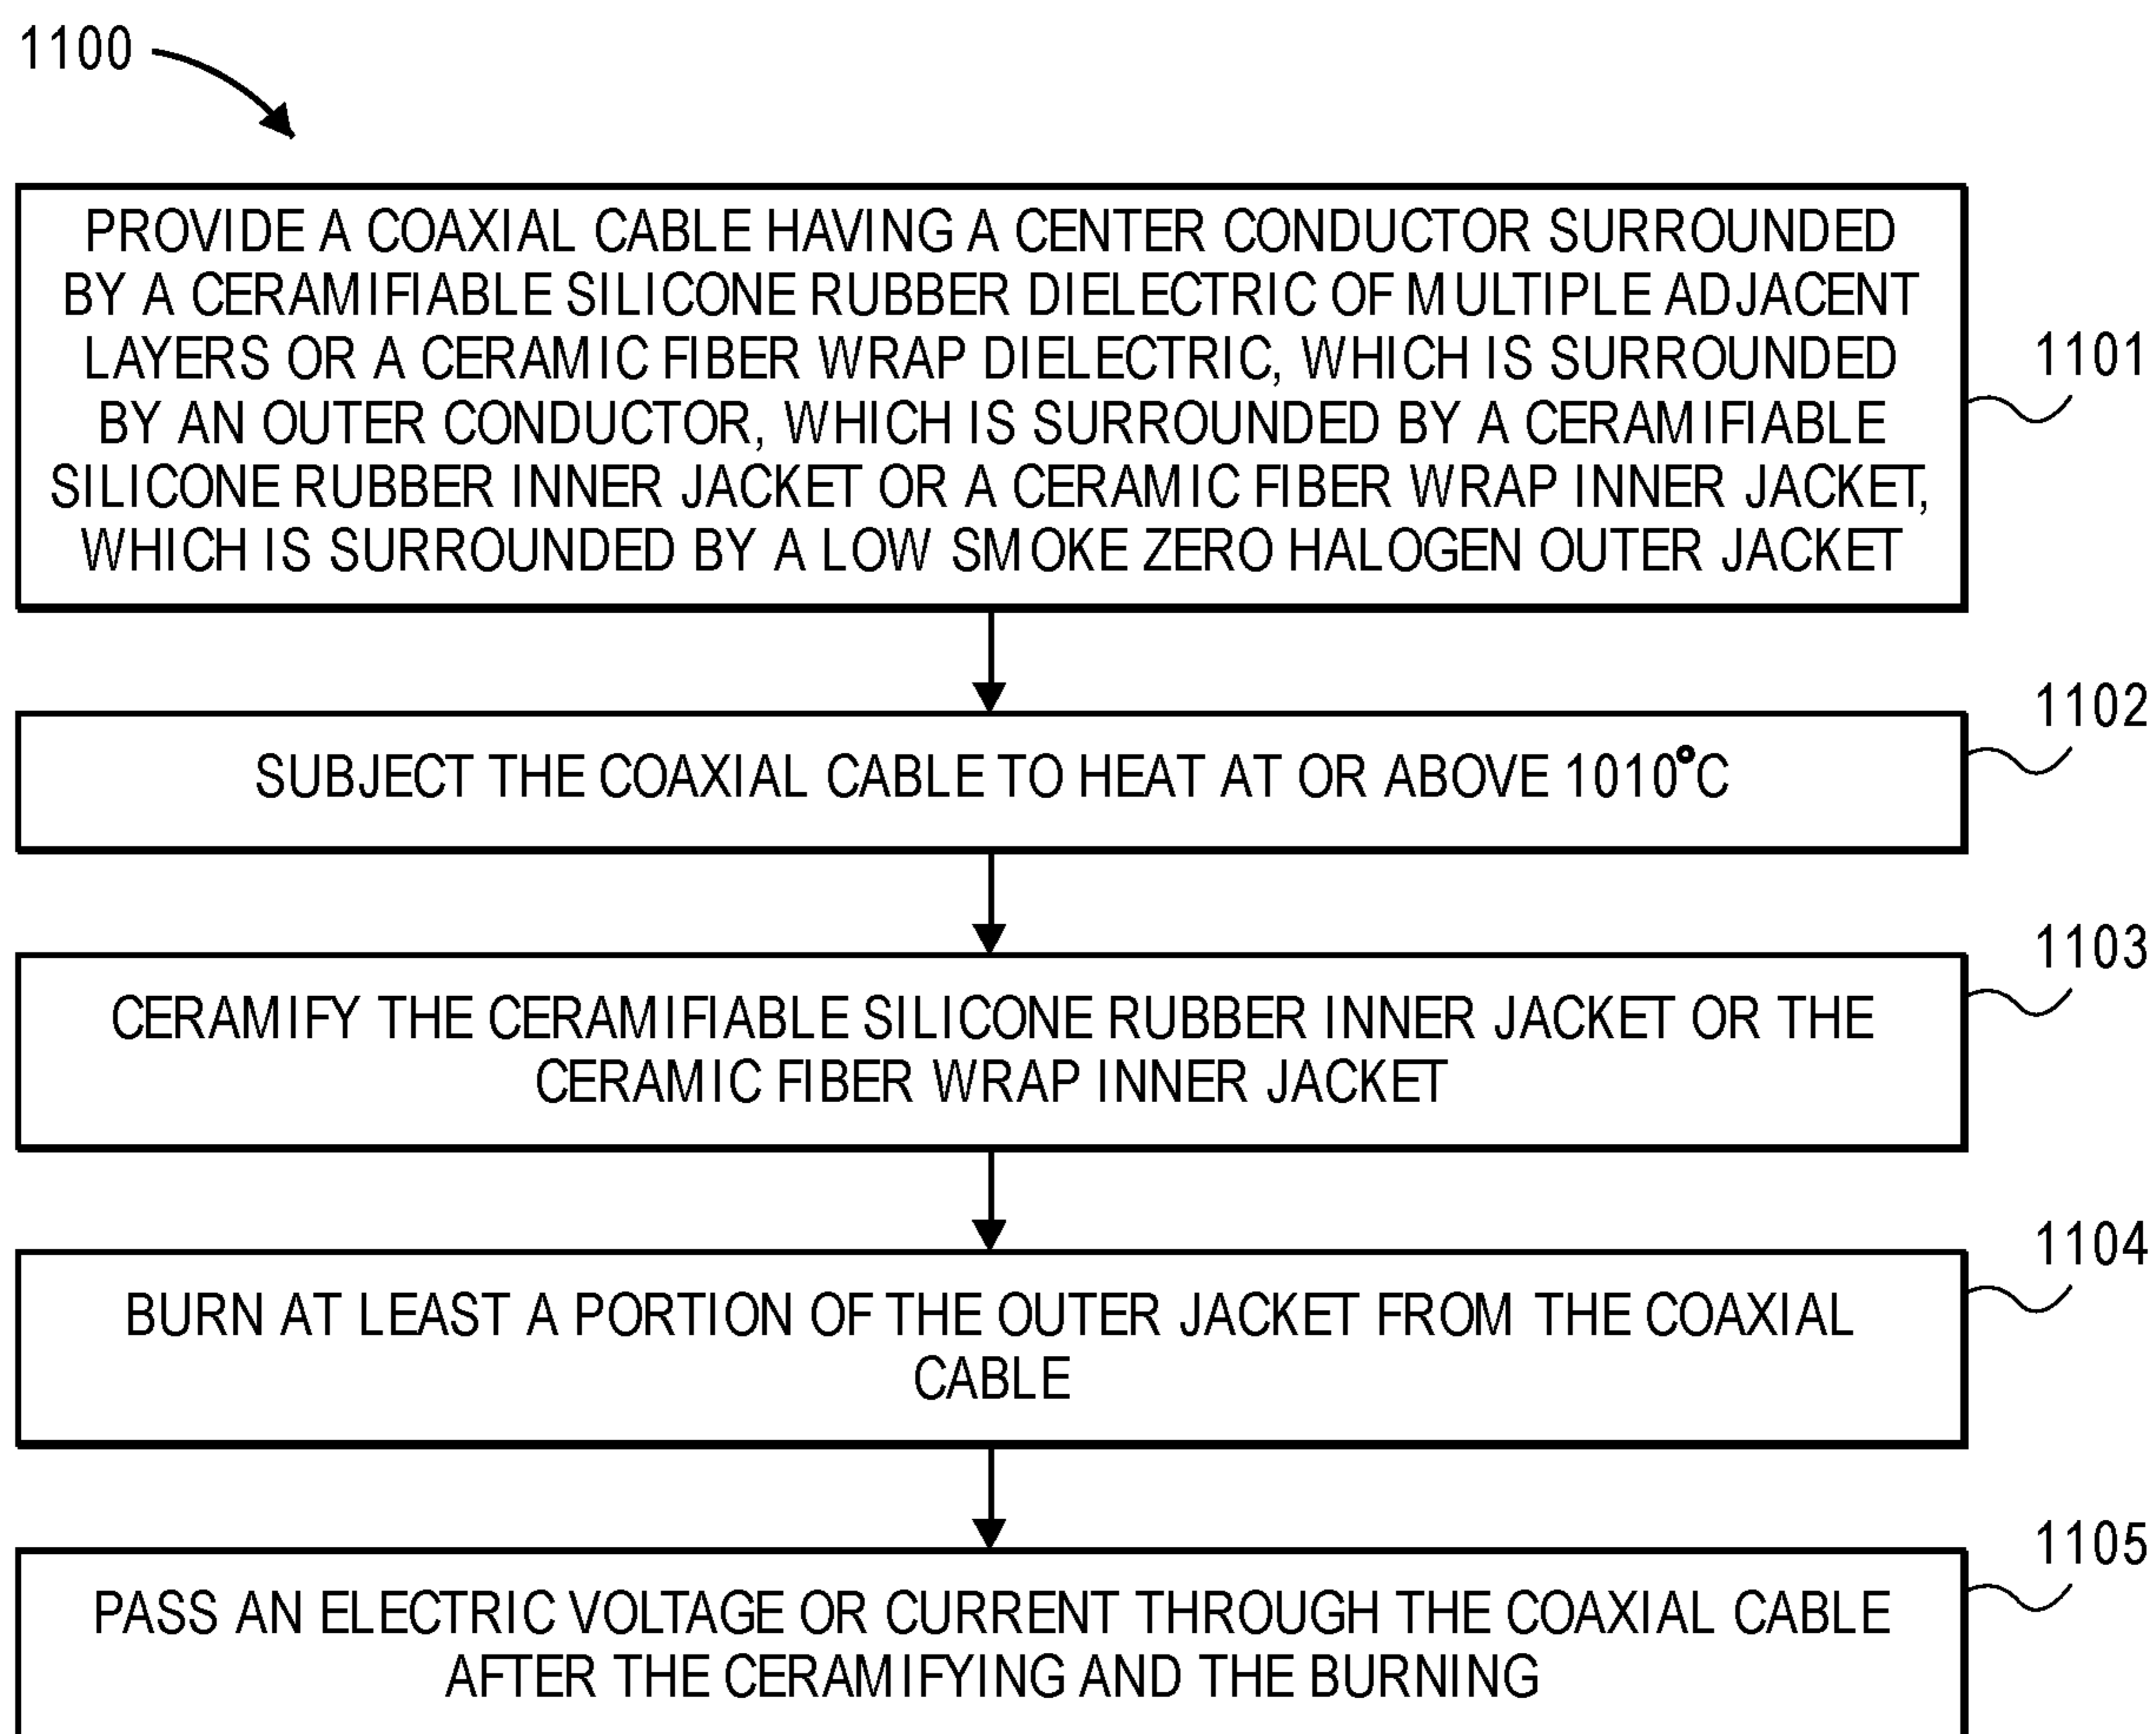 1100
PROVIDE A COAXIAL CABLE HAVING A CENTER CONDUCTOR SURROUNDED
BY A CERAMIFIABLE SILICONE RUBBER DIELECTRIC OF MULTIPLE ADJACENT
LAYERS OR A CERAMIC FIBER WRAP DIELECTRIC, WHICH IS SURROUNDED
BY AN OUTER CONDUCTOR, WHICH IS SURROUNDED BY A CERAMIFIABLE
SILICONE RUBBER INNER JACKET OR A CERAMIC FIBER WRAP INNER JACKET,
WHICH IS SURROUNDED BY A LOW SMOKE ZERO HALOGEN OUTER JACKET
1101
SUBJECT THE COAXIAL CABLE TO HEAT AT OR ABOVE 1010°C
1102
CERAMIFY THE CERAMIFIABLE SILICONE RUBBER INNER JACKET OR THE
CERAMIC FIBER WRAP INNER JACKET
1103
BURN AT LEAST A PORTION OF THE OUTER JACKET FROM THE COAXIAL
CABLE
1104
PASS AN ELECTRIC VOLTAGE OR CURRENT THROUGH THE COAXIAL CABLE
AFTER THE CERAMIFYING AND THE BURNING
1105